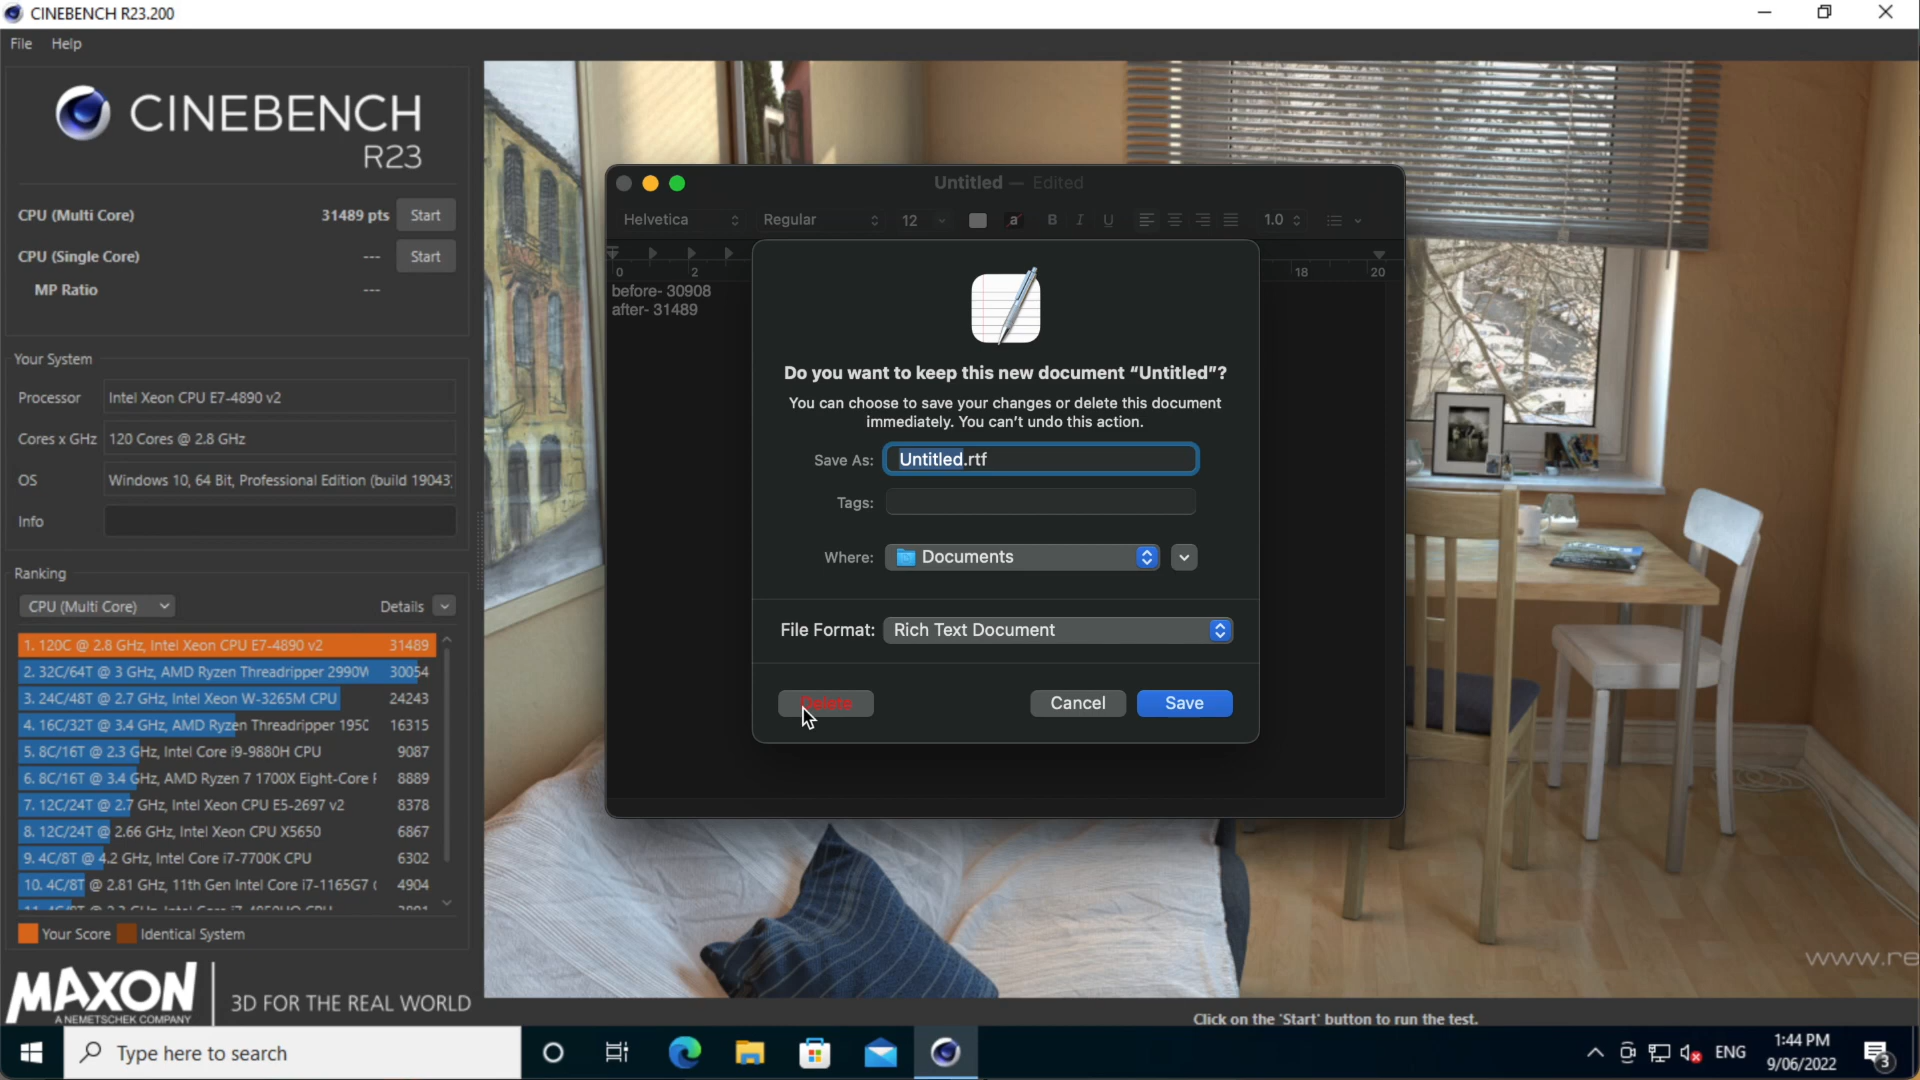 CINEBENCH R23.200
File Help
CINEBENCH
R23
CPU (Multi Core) 31489 pts Start
CPU (Single Core) --- Start
MP Ratio ---
Your System
Processor Intel Xeon CPU E7-4890 v2
Cores x GHz 120 Cores @ 2.8 GHz
OS Windows 10, 64 Bit, Professional Edition (build 19043)
Info
Ranking
CPU (Multi Core) Details
1. 120C @ 2.8 GHz, Intel Xeon CPU E7-4890 v2 31489
2. 32C/64T @ 3 GHz, AMD Ryzen Threadripper 2990W 30054
3. 24C/48T @ 2.7 GHz, Intel Xeon W-3265M CPU 24243
4. 16C/32T @ 3.4 GHz, AMD Ryzen Threadripper 1950 16315
5. 8C/16T @ 2.3 GHz, Intel Core i9-9880H CPU 9087
6. 8C/16T @ 3.4 GHz, AMD Ryzen 7 1700X Eight-Core 8889
7. 12C/24T @ 2.7 GHz, Intel Xeon CPU E5-2697 v2 8378
8. 12C/24T @ 2.66 GHz, Intel Xeon CPU X5650 6867
9. 4C/8T @ 4.2 GHz, Intel Core i7-7700K CPU 6302
10. 4C/8T @ 2.81 GHz, 11th Gen Intel Core i7-1165G7 4904
Your Score Identical System
MAXON
A NEMETSCHEK COMPANY
3D FOR THE REAL WORLD
Untitled — Edited
Helvetica Regular 12 a B I U 1.0
0 2 18 20
before- 30908
after- 31489
Do you want to keep this new document “Untitled”?
You can choose to save your changes or delete this document
immediately. You can’t undo this action.
Save As: Untitled.rtf
Tags:
Where: Documents
File Format: Rich Text Document
Delete Cancel Save
www.re
Click on the 'Start' button to run the test.
Type here to search
ENG
1:44 PM
9/06/2022
3